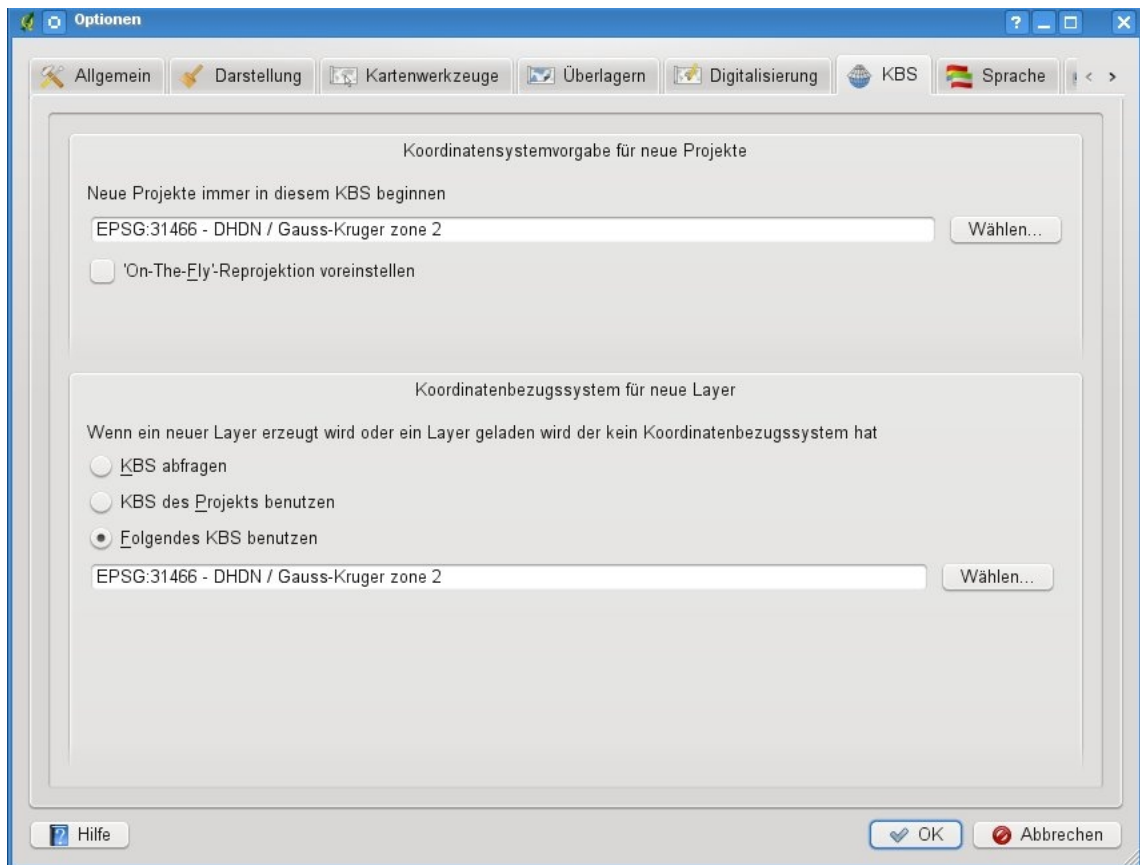 Optionen
Allgemein
Darstellung
Kartenwerkzeuge
Überlagern
Digitalisierung
KBS
Sprache
Koordinatensystemvorgabe für neue Projekte
Neue Projekte immer in diesem KBS beginnen
EPSG:31466 - DHDN / Gauss-Kruger zone 2
Wählen...
'On-The-Fly'-Reprojektion voreinstellen
Koordinatenbezugssystem für neue Layer
Wenn ein neuer Layer erzeugt wird oder ein Layer geladen wird der kein Koordinatenbezugssystem hat
KBS abfragen
KBS des Projekts benutzen
Folgendes KBS benutzen
EPSG:31466 - DHDN / Gauss-Kruger zone 2
Wählen...
Hilfe
OK
Abbrechen